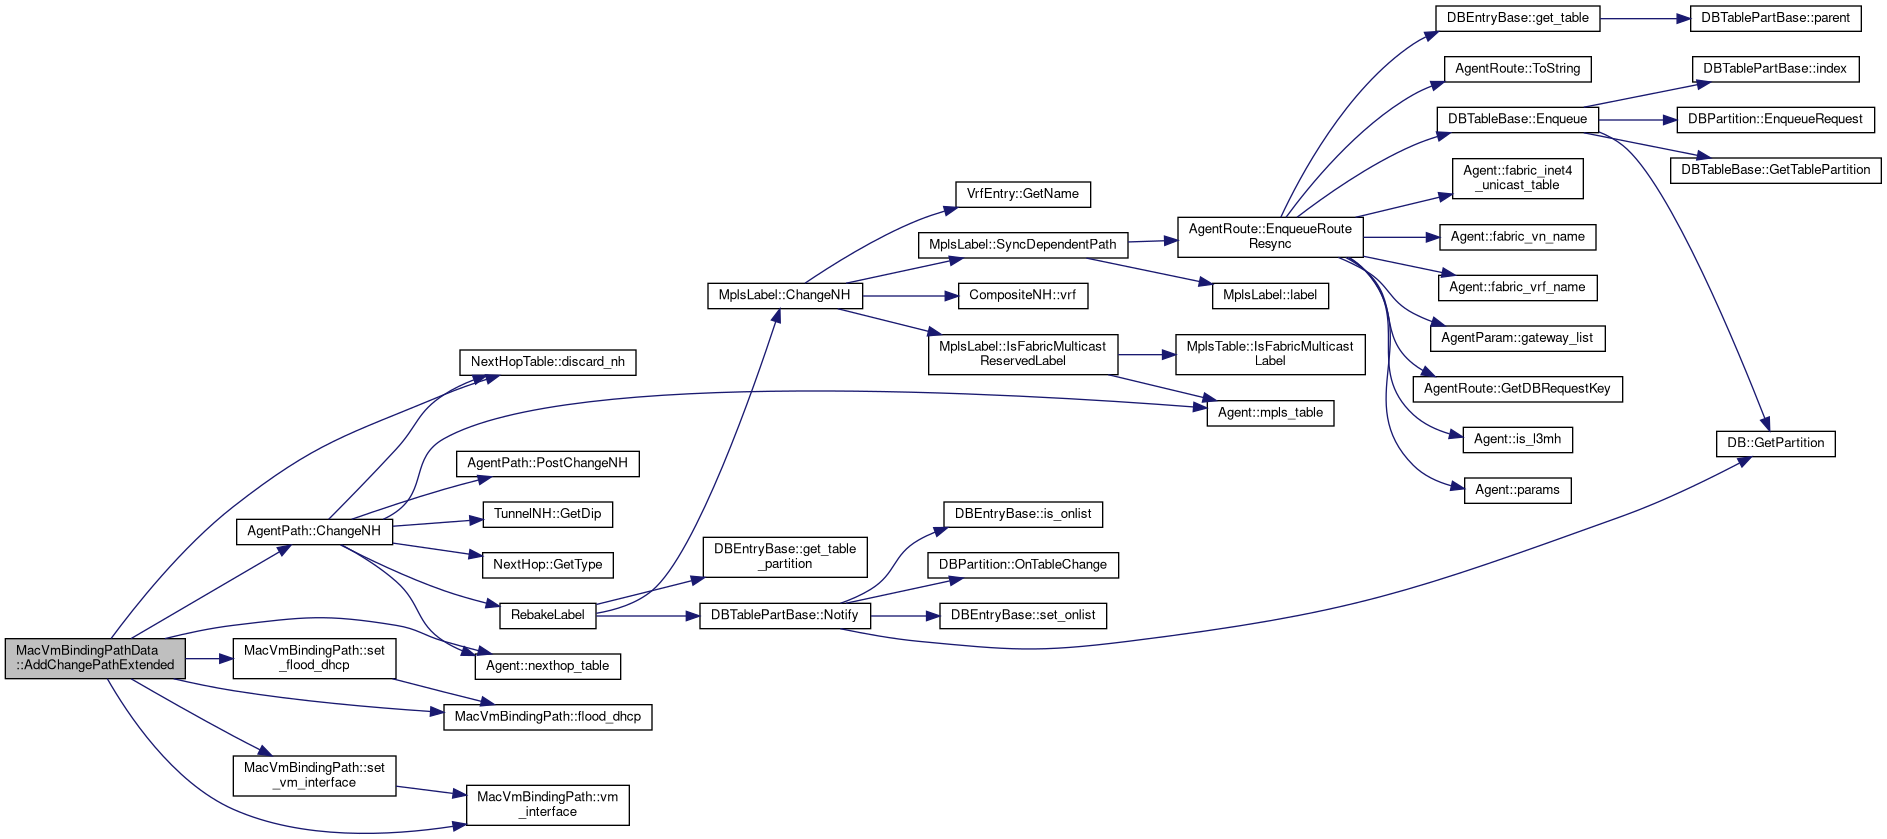 MacVmBindingPathData
::AddChangePathExtended
NextHopTable::discard_nh
AgentPath::ChangeNH
AgentPath::PostChangeNH
TunnelNH::GetDip
NextHop::GetType
RebakeLabel
Agent::nexthop_table
MacVmBindingPath::set
_flood_dhcp
MacVmBindingPath::flood_dhcp
MacVmBindingPath::set
_vm_interface
MacVmBindingPath::vm
_interface
MplsLabel::ChangeNH
DBEntryBase::get_table
_partition
DBTablePartBase::Notify
VrfEntry::GetName
MplsLabel::SyncDependentPath
CompositeNH::vrf
MplsLabel::IsFabricMulticast
ReservedLabel
DBEntryBase::is_onlist
DBPartition::OnTableChange
DBEntryBase::set_onlist
AgentRoute::EnqueueRoute
Resync
MplsLabel::label
MplsTable::IsFabricMulticast
Label
Agent::mpls_table
DBEntryBase::get_table
AgentRoute::ToString
DBTableBase::Enqueue
Agent::fabric_inet4
_unicast_table
Agent::fabric_vn_name
Agent::fabric_vrf_name
AgentParam::gateway_list
AgentRoute::GetDBRequestKey
Agent::is_l3mh
Agent::params
DBTablePartBase::parent
DBTablePartBase::index
DBPartition::EnqueueRequest
DBTableBase::GetTablePartition
DB::GetPartition